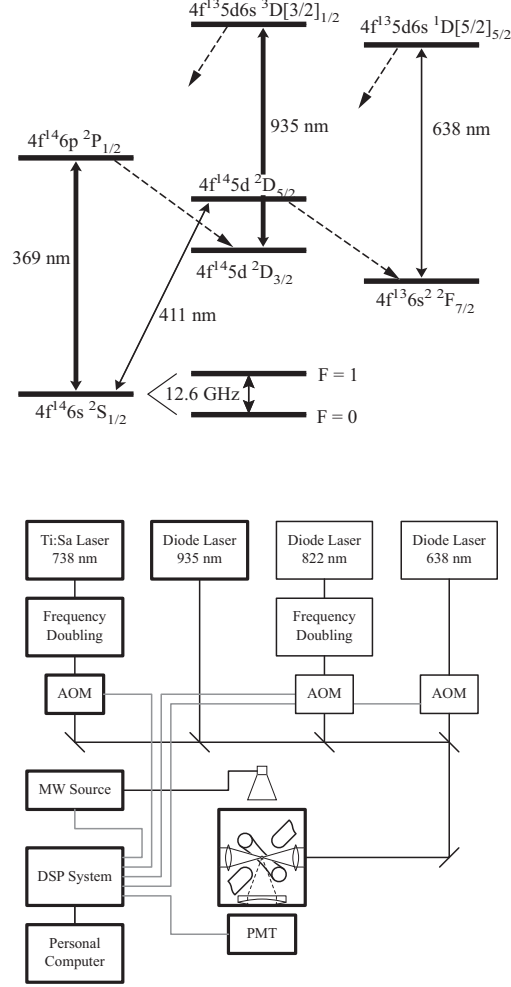 4f¹³5d6s ³D[3/2]₁/₂
4f¹³5d6s ¹D[5/2]₅/₂
935 nm
638 nm
4f¹⁴6p ²P₁/₂
4f¹⁴5d ²D₅/₂
369 nm
4f¹⁴5d ²D₃/₂
4f¹³6s² ²F₇/₂
411 nm
F = 1
12.6 GHz
4f¹⁴6s ²S₁/₂
F = 0
Ti:Sa Laser
738 nm
Diode Laser
935 nm
Diode Laser
822 nm
Diode Laser
638 nm
Frequency
Doubling
Frequency
Doubling
AOM
AOM
AOM
MW Source
DSP System
PMT
Personal
Computer